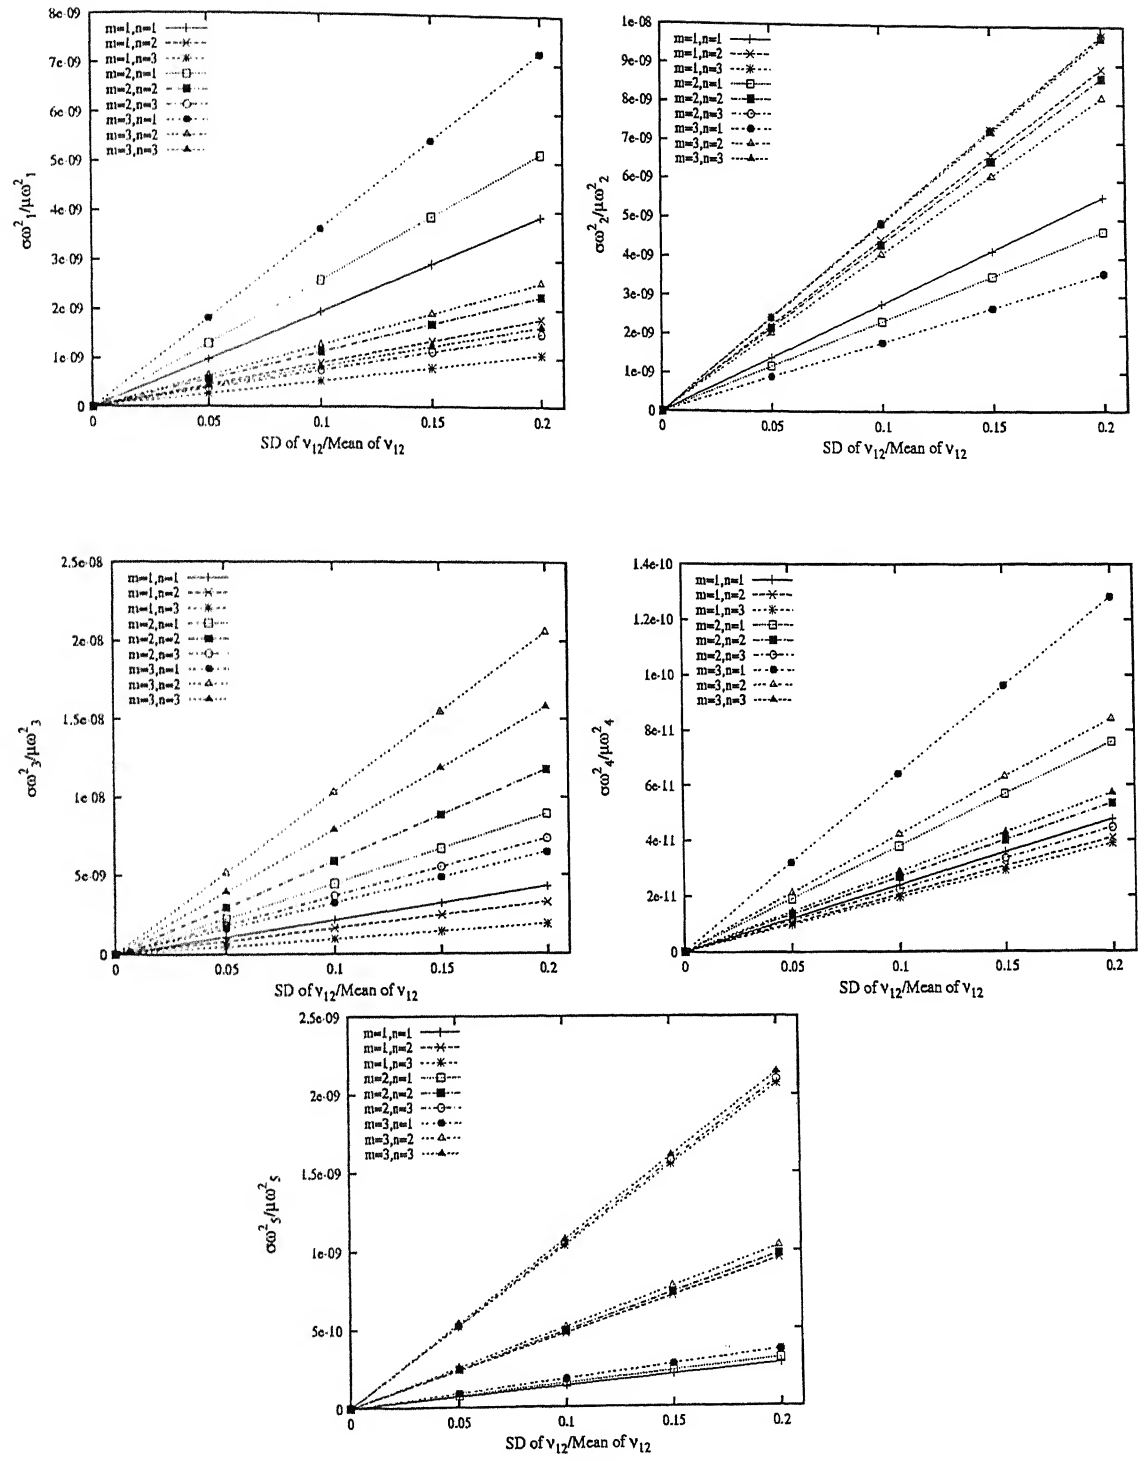 8e-09
7e-09
6e-09
5e-09
4e-09
3e-09
2e-09
1e-09
0
m=1,n=1
m=1,n=2
m=1,n=3
m=2,n=1
m=2,n=2
m=2,n=3
m=3,n=1
m=3,n=2
m=3,n=3
σω²₁/μω²₁
0 0.05 0.1 0.15 0.2
SD of ν₁₂/Mean of ν₁₂
1e-08
9e-09
8e-09
7e-09
6e-09
5e-09
4e-09
3e-09
2e-09
1e-09
0
m=1,n=1
m=1,n=2
m=1,n=3
m=2,n=1
m=2,n=2
m=2,n=3
m=3,n=1
m=3,n=2
m=3,n=3
σω²₂/μω²₂
0 0.05 0.1 0.15 0.2
SD of ν₁₂/Mean of ν₁₂
2.5e-08
2e-08
1.5e-08
1e-08
5e-09
0
m=1,n=1
m=1,n=2
m=1,n=3
m=2,n=1
m=2,n=2
m=2,n=3
m=3,n=1
m=3,n=2
m=3,n=3
σω²₃/μω²₃
0 0.05 0.1 0.15 0.2
SD of ν₁₂/Mean of ν₁₂
1.4e-10
1.2e-10
1e-10
8e-11
6e-11
4e-11
2e-11
0
m=1,n=1
m=1,n=2
m=1,n=3
m=2,n=1
m=2,n=2
m=2,n=3
m=3,n=1
m=3,n=2
m=3,n=3
σω²₄/μω²₄
0 0.05 0.1 0.15 0.2
SD of ν₁₂/Mean of ν₁₂
2.5e-09
2e-09
1.5e-09
1e-09
5e-10
0
m=1,n=1
m=1,n=2
m=1,n=3
m=2,n=1
m=2,n=2
m=2,n=3
m=3,n=1
m=3,n=2
m=3,n=3
σω²₅/μω²₅
0 0.05 0.1 0.15 0.2
SD of ν₁₂/Mean of ν₁₂